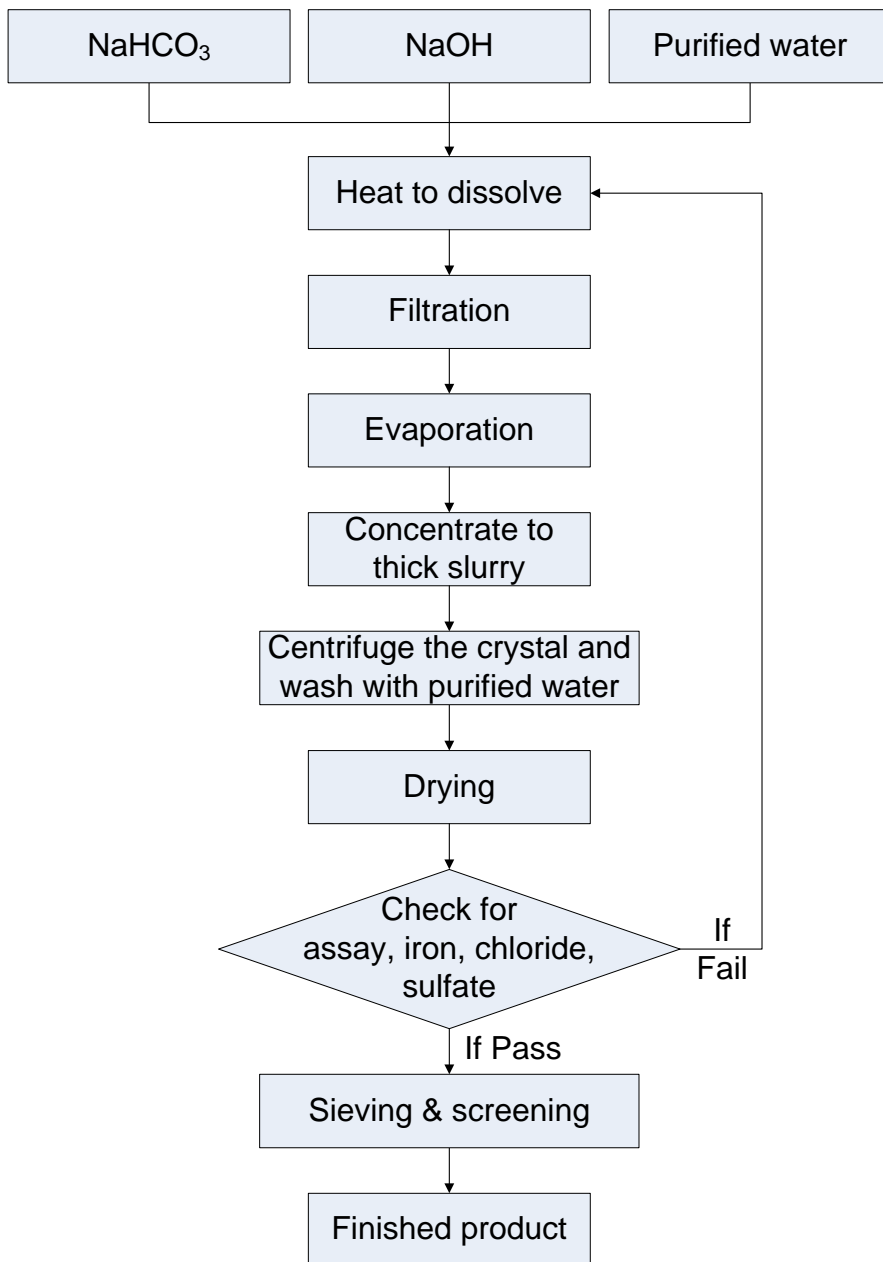 NaHCO₃
NaOH
Purified water
Heat to dissolve
Filtration
Evaporation
Concentrate to
thick slurry
Centrifuge the crystal and
wash with purified water
Drying
Check for
assay, iron, chloride,
sulfate
If
Fail
If Pass
Sieving & screening
Finished product